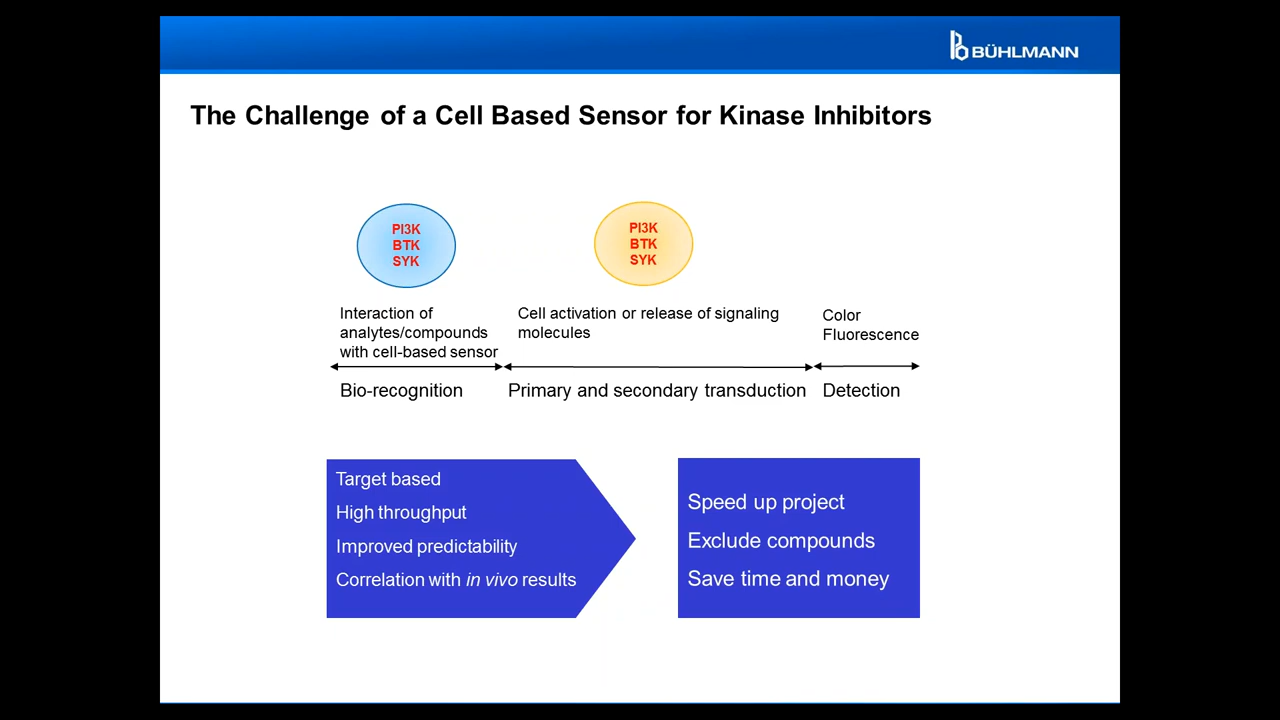 BÜHLMANN
The Challenge of a Cell Based Sensor for Kinase Inhibitors
PI3K
BTK
SYK
PI3K
BTK
SYK
Interaction of
analytes/compounds
with cell-based sensor
Cell activation or release of signaling
molecules
Color
Fluorescence
Bio-recognition
Primary and secondary transduction
Detection
Target based
High throughput
Improved predictability
Correlation with in vivo results
Speed up project
Exclude compounds
Save time and money